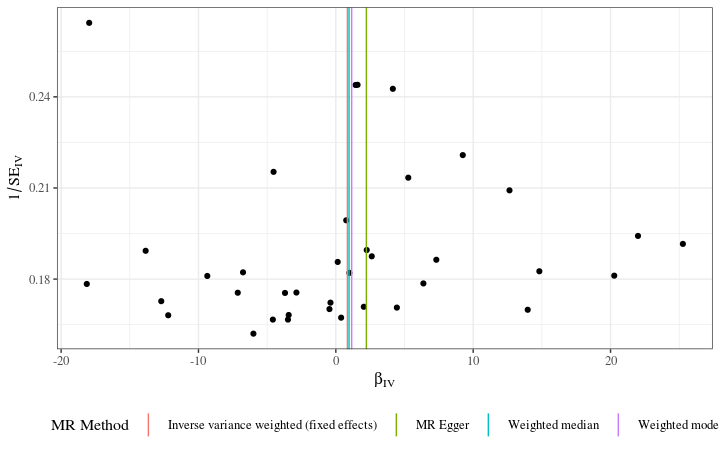 0.24
0.21
0.18
1/SE_IV
-20 -10 0 10 20
β_IV
MR Method Inverse variance weighted (fixed effects) MR Egger Weighted median Weighted mode